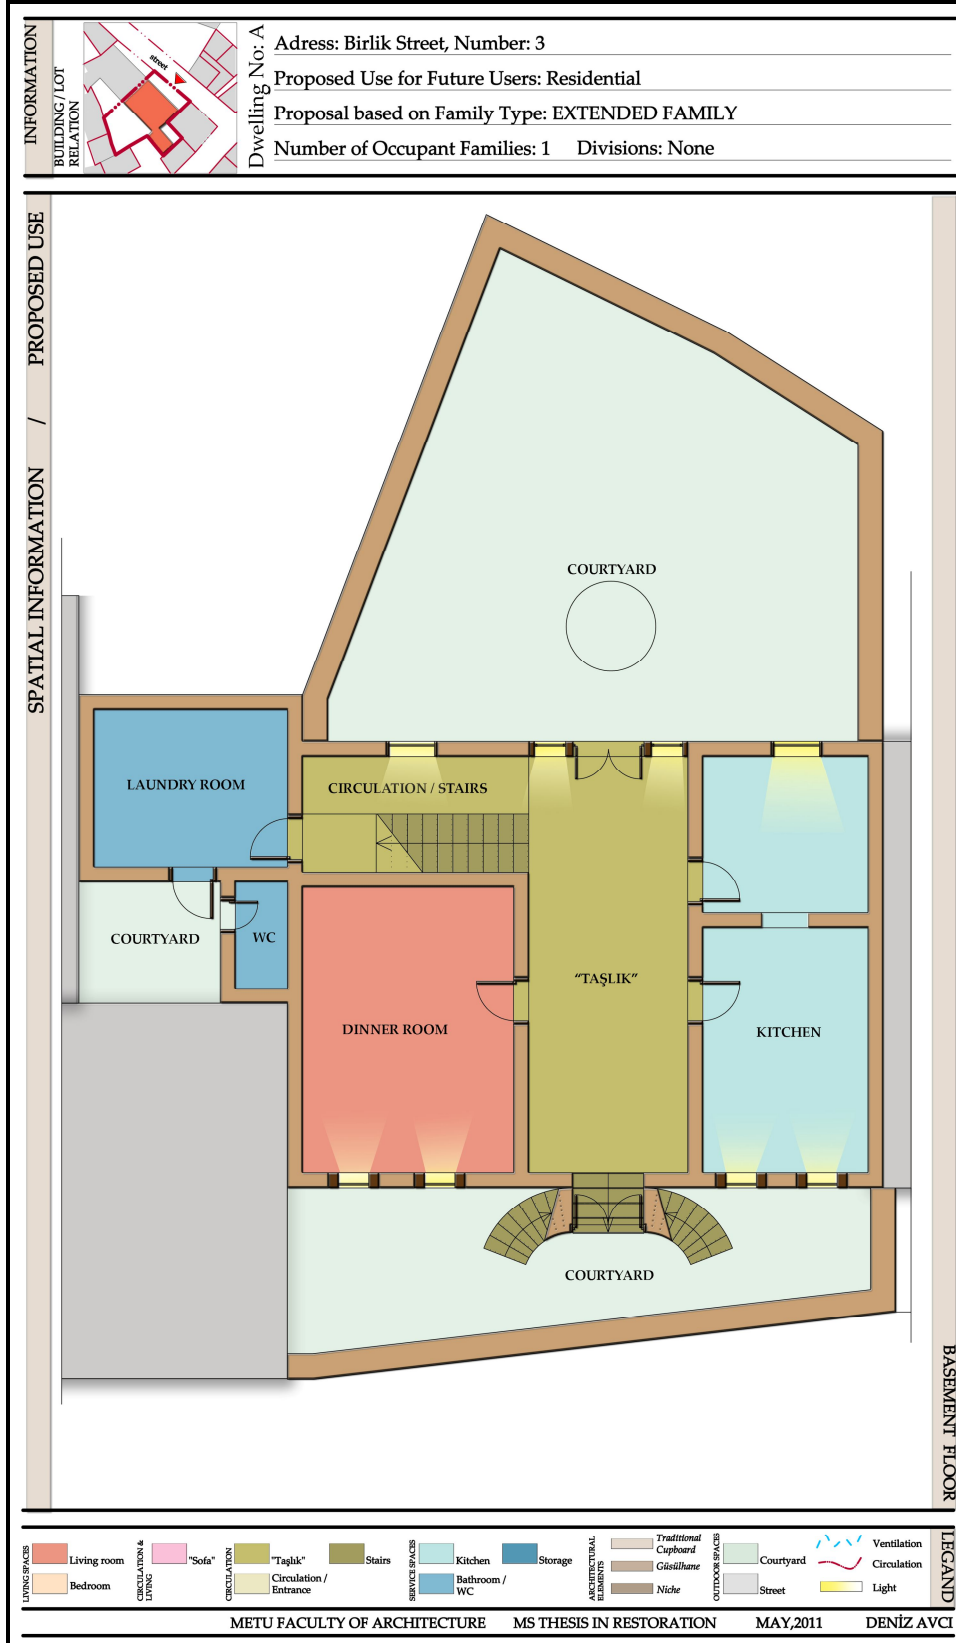 INFORMATION
BUILDING / LOT
RELATION
street
Dwelling No: A
Adress: Birlik Street, Number: 3
Proposed Use for Future Users: Residential
Proposal based on Family Type: EXTENDED FAMILY
Number of Occupant Families: 1 Divisions: None
SPATIAL INFORMATION / PROPOSED USE
COURTYARD
LAUNDRY ROOM
CIRCULATION / STAIRS
COURTYARD
WC
"TAŞLIK"
DINNER ROOM
KITCHEN
COURTYARD
BASEMENT FLOOR
LIVING SPACES
Living room
Bedroom
CIRCULATION &
LIVING
"Sofa"
CIRCULATION
"Taşlık"
Circulation /
Entrance
Stairs
SERVICE SPACES
Kitchen
Bathroom /
WC
Storage
ARCHITECTURAL
ELEMENTS
Traditional
Cupboard
Gusülhane
Niche
OUTDOOR SPACES
Courtyard
Street
Ventilation
Circulation
Light
LEGAND
METU FACULTY OF ARCHITECTURE MS THESIS IN RESTORATION MAY,2011 DENİZ AVCI